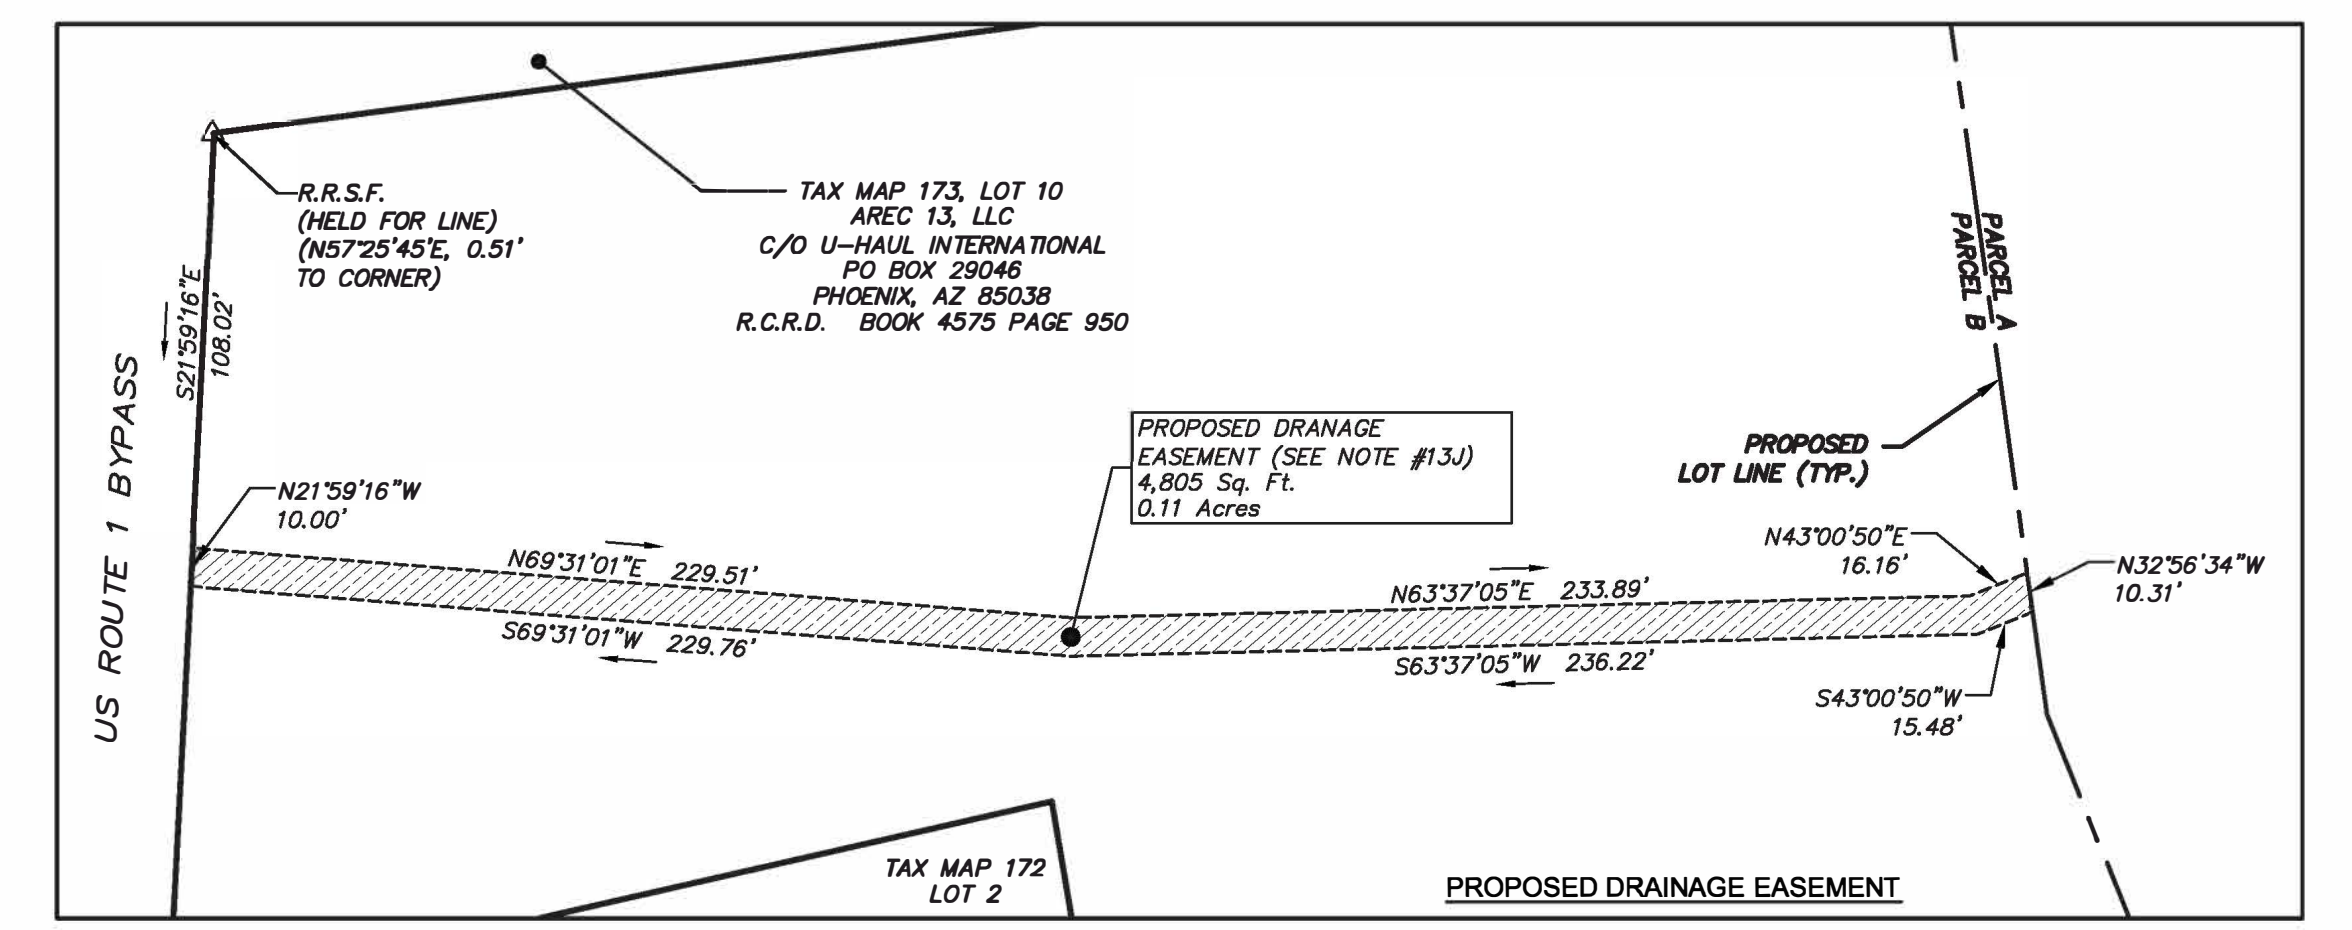 R.R.S.F.
(HELD FOR LINE)
(N57°25'45'E, 0.51'
TO CORNER)
TAX MAP 173, LOT 10
AREC 13, LLC
C/O U-HAUL INTERNATIONAL
PO BOX 29046
PHOENIX, AZ 85038
R.C.R.D. BOOK 4575 PAGE 950
S21°59'16"E
108.02'
US ROUTE 1 BYPASS
PARCEL A
PARCEL B
PROPOSED DRANAGE
EASEMENT (SEE NOTE #13J)
4,805 Sq. Ft.
0.11 Acres
PROPOSED
LOT LINE (TYP.)
N21°59'16"W
10.00'
N69°31'01"E 229.51'
S69°31'01"W 229.76'
N63°37'05"E 233.89'
S63°37'05"W 236.22'
N43°00'50"E
16.16'
N32°56'34"W
10.31'
S43°00'50"W
15.48'
TAX MAP 172
LOT 2
PROPOSED DRAINAGE EASEMENT